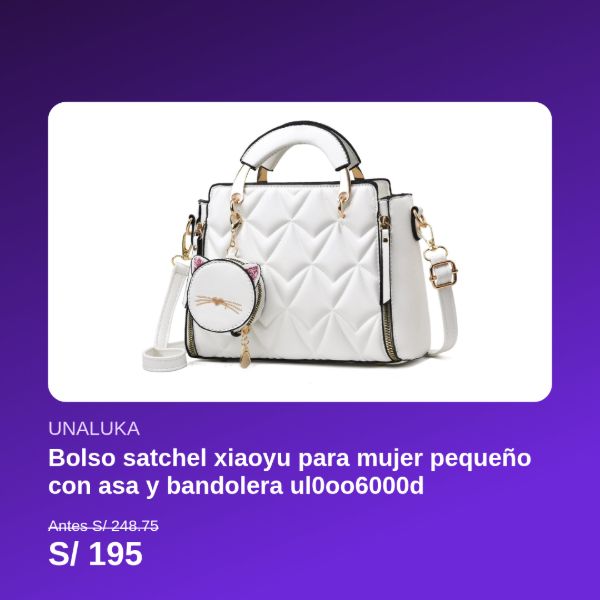 UNALUKA
Bolso satchel xiaoyu para mujer pequeño
con asa y bandolera ul0oo6000d
Antes S/ 248.75
S/ 195